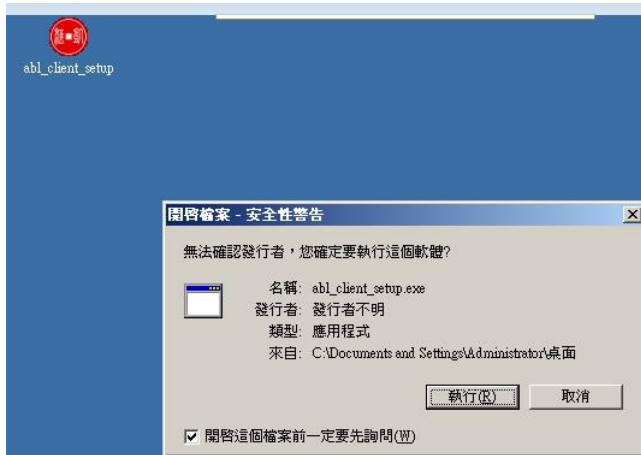 abl_client_setup
開啓檔案 - 安全性警告
無法確認發行者，您確定要執行這個軟體?
名稱: abl_client_setup.exe
發行者: 發行者不明
類型: 應用程式
來自: C:\Documents and Settings\Administrator\桌面
執行(R)
取消
開啓這個檔案前一定要先詢問(W)